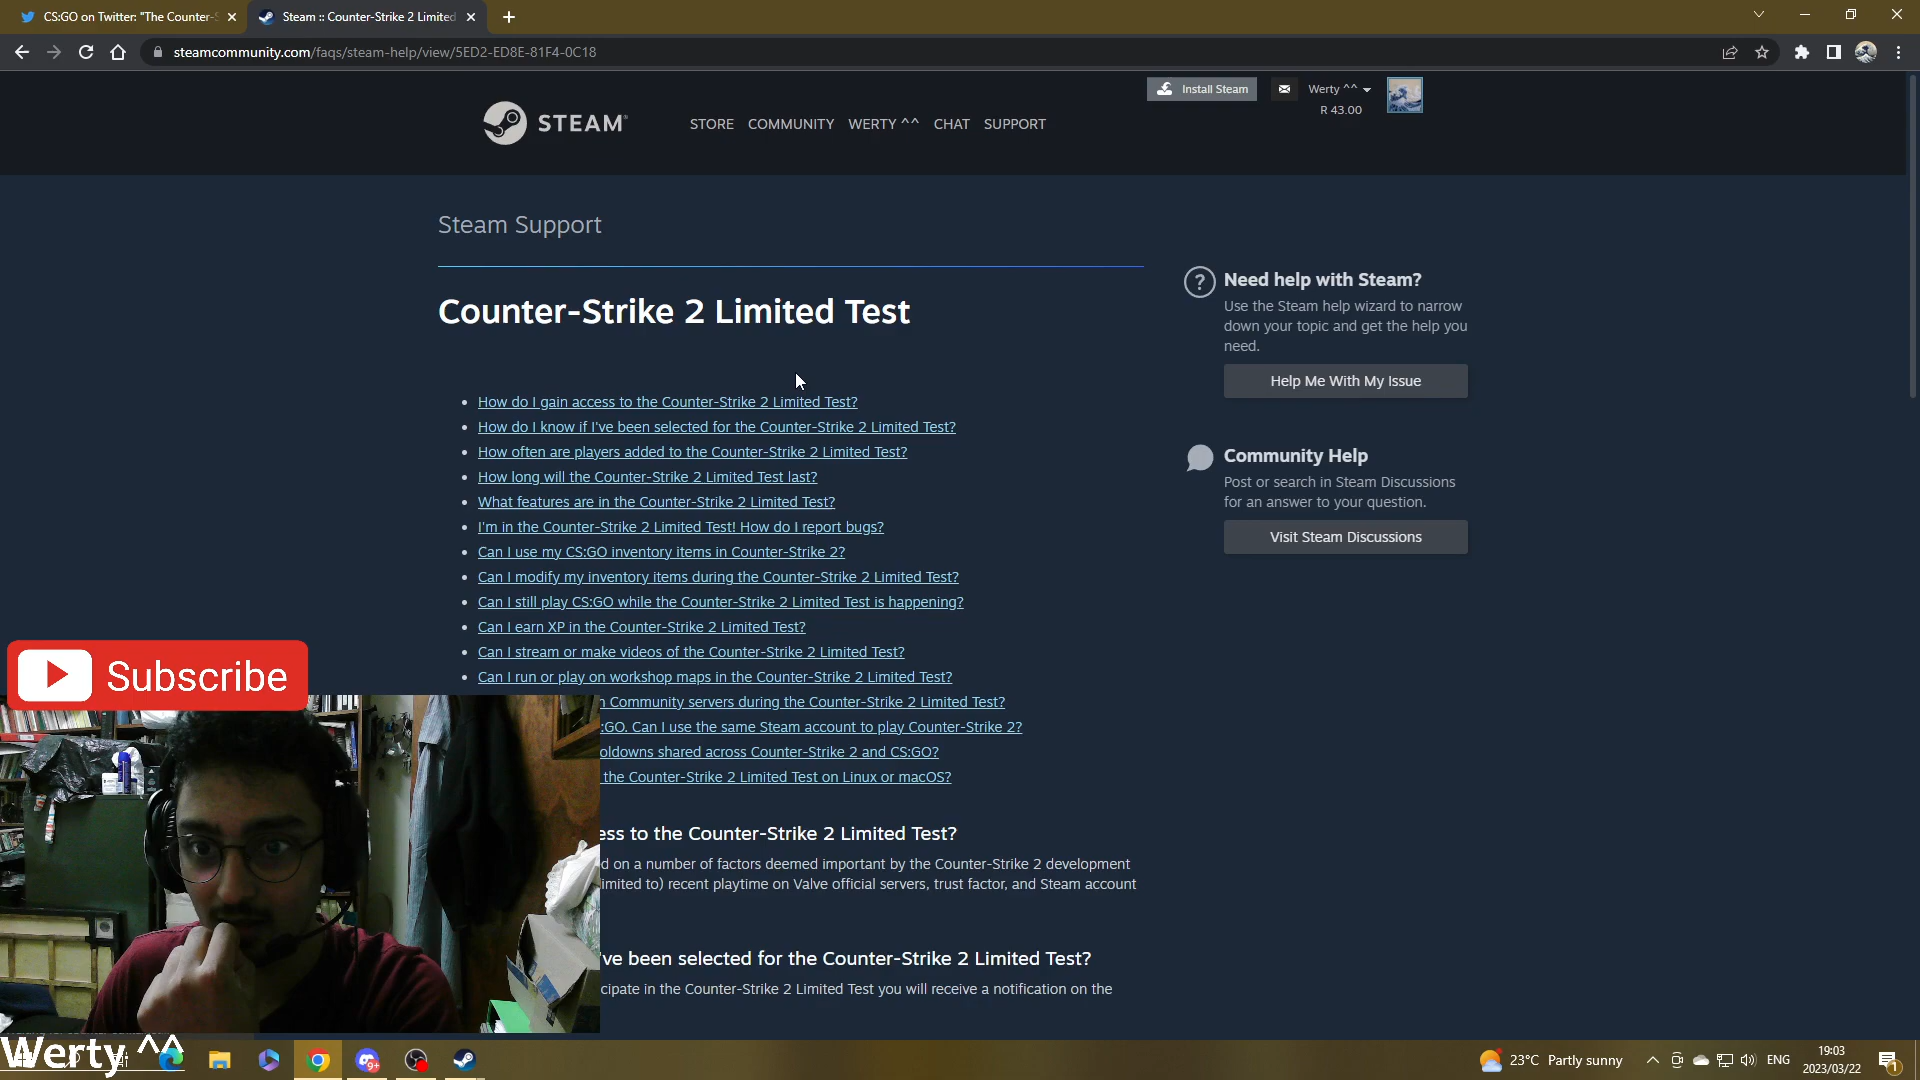 CS:GO on Twitter: "The Counter-S
Steam :: Counter-Strike 2 Limited
steamcommunity.com/faqs/steam-help/view/5ED2-ED8E-81F4-0C18
Install Steam
Werty ^^
R 43.00
STEAM
STORE COMMUNITY WERTY ^^ CHAT SUPPORT
Steam Support
Counter-Strike 2 Limited Test
How do I gain access to the Counter-Strike 2 Limited Test?
How do I know if I've been selected for the Counter-Strike 2 Limited Test?
How often are players added to the Counter-Strike 2 Limited Test?
How long will the Counter-Strike 2 Limited Test last?
What features are in the Counter-Strike 2 Limited Test?
I'm in the Counter-Strike 2 Limited Test! How do I report bugs?
Can I use my CS:GO inventory items in Counter-Strike 2?
Can I modify my inventory items during the Counter-Strike 2 Limited Test?
Can I still play CS:GO while the Counter-Strike 2 Limited Test is happening?
Can I earn XP in the Counter-Strike 2 Limited Test?
Can I stream or make videos of the Counter-Strike 2 Limited Test?
Can I run or play on workshop maps in the Counter-Strike 2 Limited Test?
n Community servers during the Counter-Strike 2 Limited Test?
:GO. Can I use the same Steam account to play Counter-Strike 2?
oldowns shared across Counter-Strike 2 and CS:GO?
the Counter-Strike 2 Limited Test on Linux or macOS?
ess to the Counter-Strike 2 Limited Test?
d on a number of factors deemed important by the Counter-Strike 2 development
imited to) recent playtime on Valve official servers, trust factor, and Steam account
've been selected for the Counter-Strike 2 Limited Test?
cipate in the Counter-Strike 2 Limited Test you will receive a notification on the
Need help with Steam?
Use the Steam help wizard to narrow
down your topic and get the help you
need.
Help Me With My Issue
Community Help
Post or search in Steam Discussions
for an answer to your question.
Visit Steam Discussions
Subscribe
Werty ^^
9+
23°C Partly sunny
ENG
19:03
2023/03/22
1